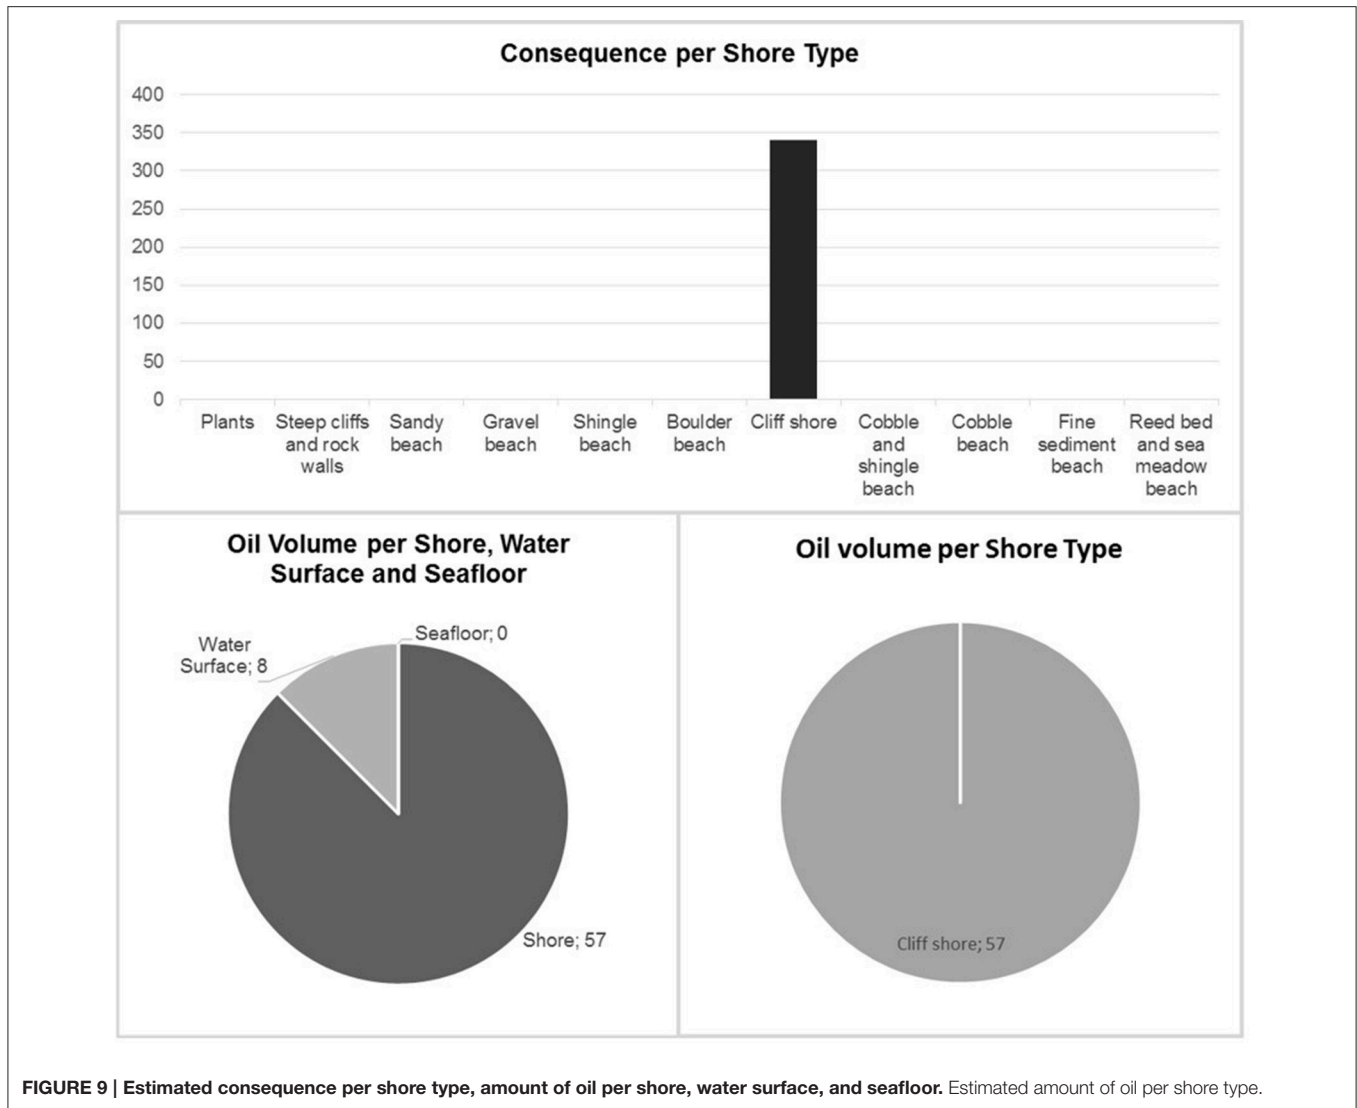 Consequence per Shore Type
400
350
300
250
200
150
100
50
0
Plants
Steep cliffs
and rock
walls
Sandy
beach
Gravel
beach
Shingle
beach
Boulder
beach
Cliff shore
Cobble
and
shingle
beach
Cobble
beach
Fine
sediment
beach
Reed bed
and sea
meadow
beach
Oil Volume per Shore, Water
Surface and Seafloor
Seafloor; 0
Water
Surface; 8
Shore; 57
Oil volume per Shore Type
Cliff shore; 57
FIGURE 9 | Estimated consequence per shore type, amount of oil per shore, water surface, and seafloor. Estimated amount of oil per shore type.